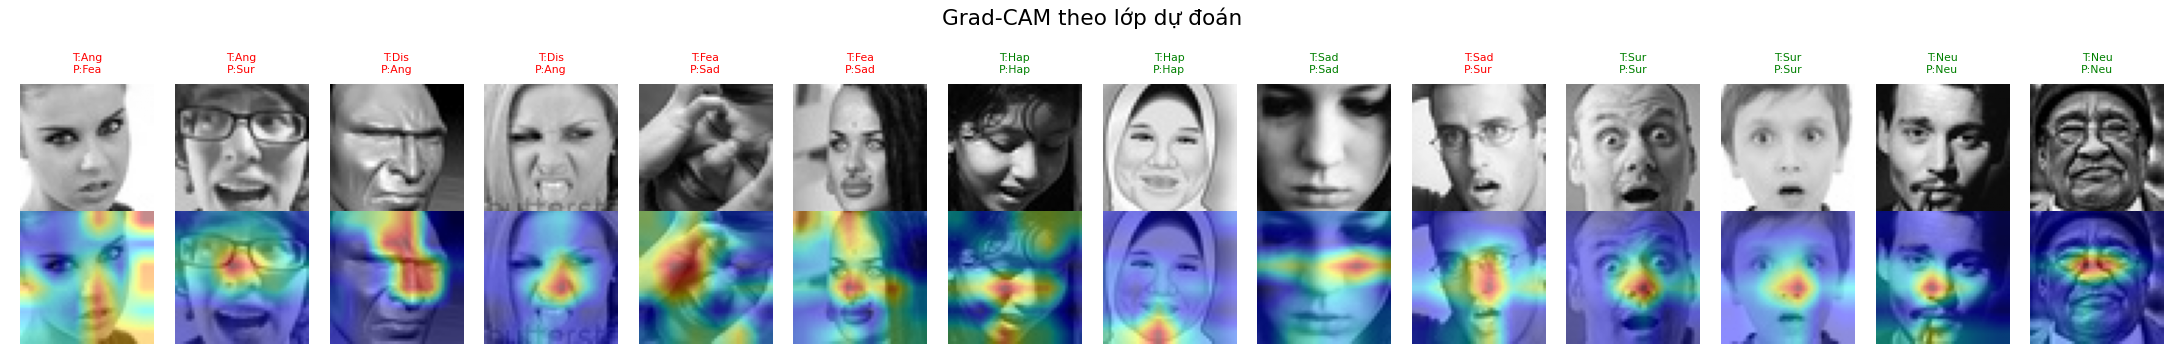 Grad-CAM theo lớp dự đoán
T:Ang
P:Fea
T:Ang
P:Sur
T:Dis
P:Ang
T:Dis
P:Ang
T:Fea
P:Sad
T:Fea
P:Sad
T:Hap
P:Hap
T:Hap
P:Hap
T:Sad
P:Sad
T:Sad
P:Sur
T:Sur
P:Sur
T:Sur
P:Sur
T:Neu
P:Neu
T:Neu
P:Neu